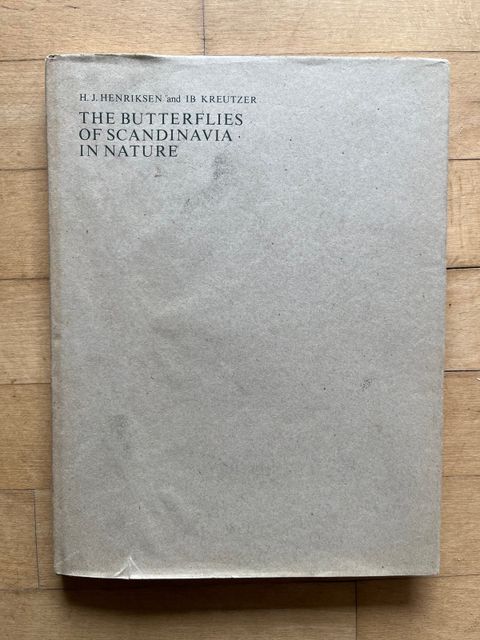 H. J. HENRIKSEN and IB KREUTZER
THE BUTTERFLIES
OF SCANDINAVIA
IN NATURE